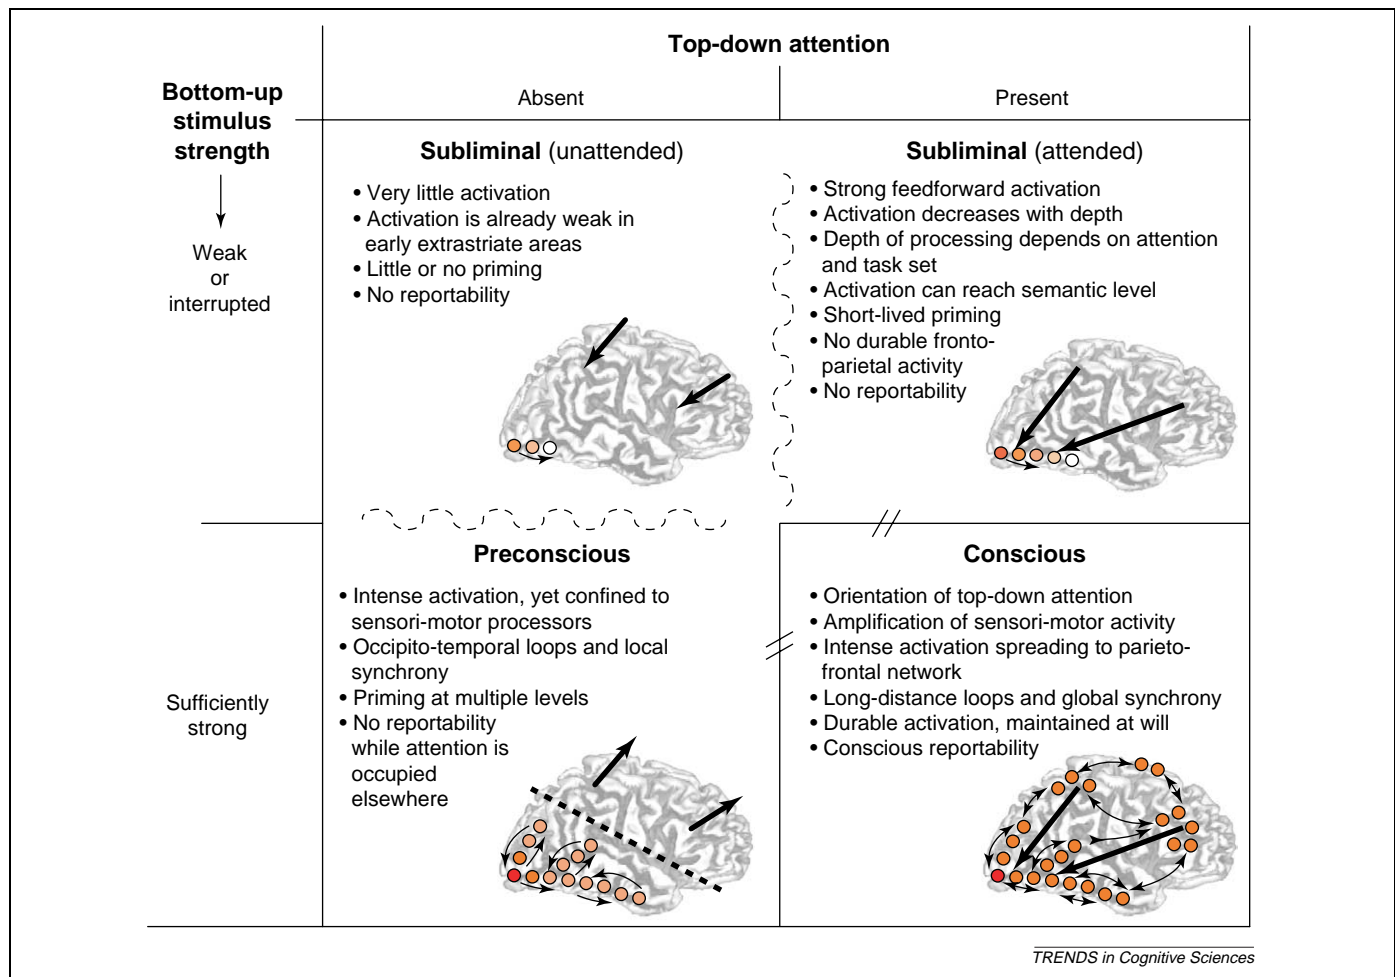 Top-down attention
Bottom-up
stimulus
strength
Absent
Present
Weak
or
interrupted
Subliminal (unattended)
• Very little activation
• Activation is already weak in
early extrastriate areas
• Little or no priming
• No reportability
Subliminal (attended)
• Strong feedforward activation
• Activation decreases with depth
• Depth of processing depends on attention
and task set
• Activation can reach semantic level
• Short-lived priming
• No durable fronto-
parietal activity
• No reportability
Sufficiently
strong
Preconscious
• Intense activation, yet confined to
sensori-motor processors
• Occipito-temporal loops and local
synchrony
• Priming at multiple levels
• No reportability
while attention is
occupied
elsewhere
Conscious
• Orientation of top-down attention
• Amplification of sensori-motor activity
• Intense activation spreading to parieto-
frontal network
• Long-distance loops and global synchrony
• Durable activation, maintained at will
• Conscious reportability
TRENDS in Cognitive Sciences